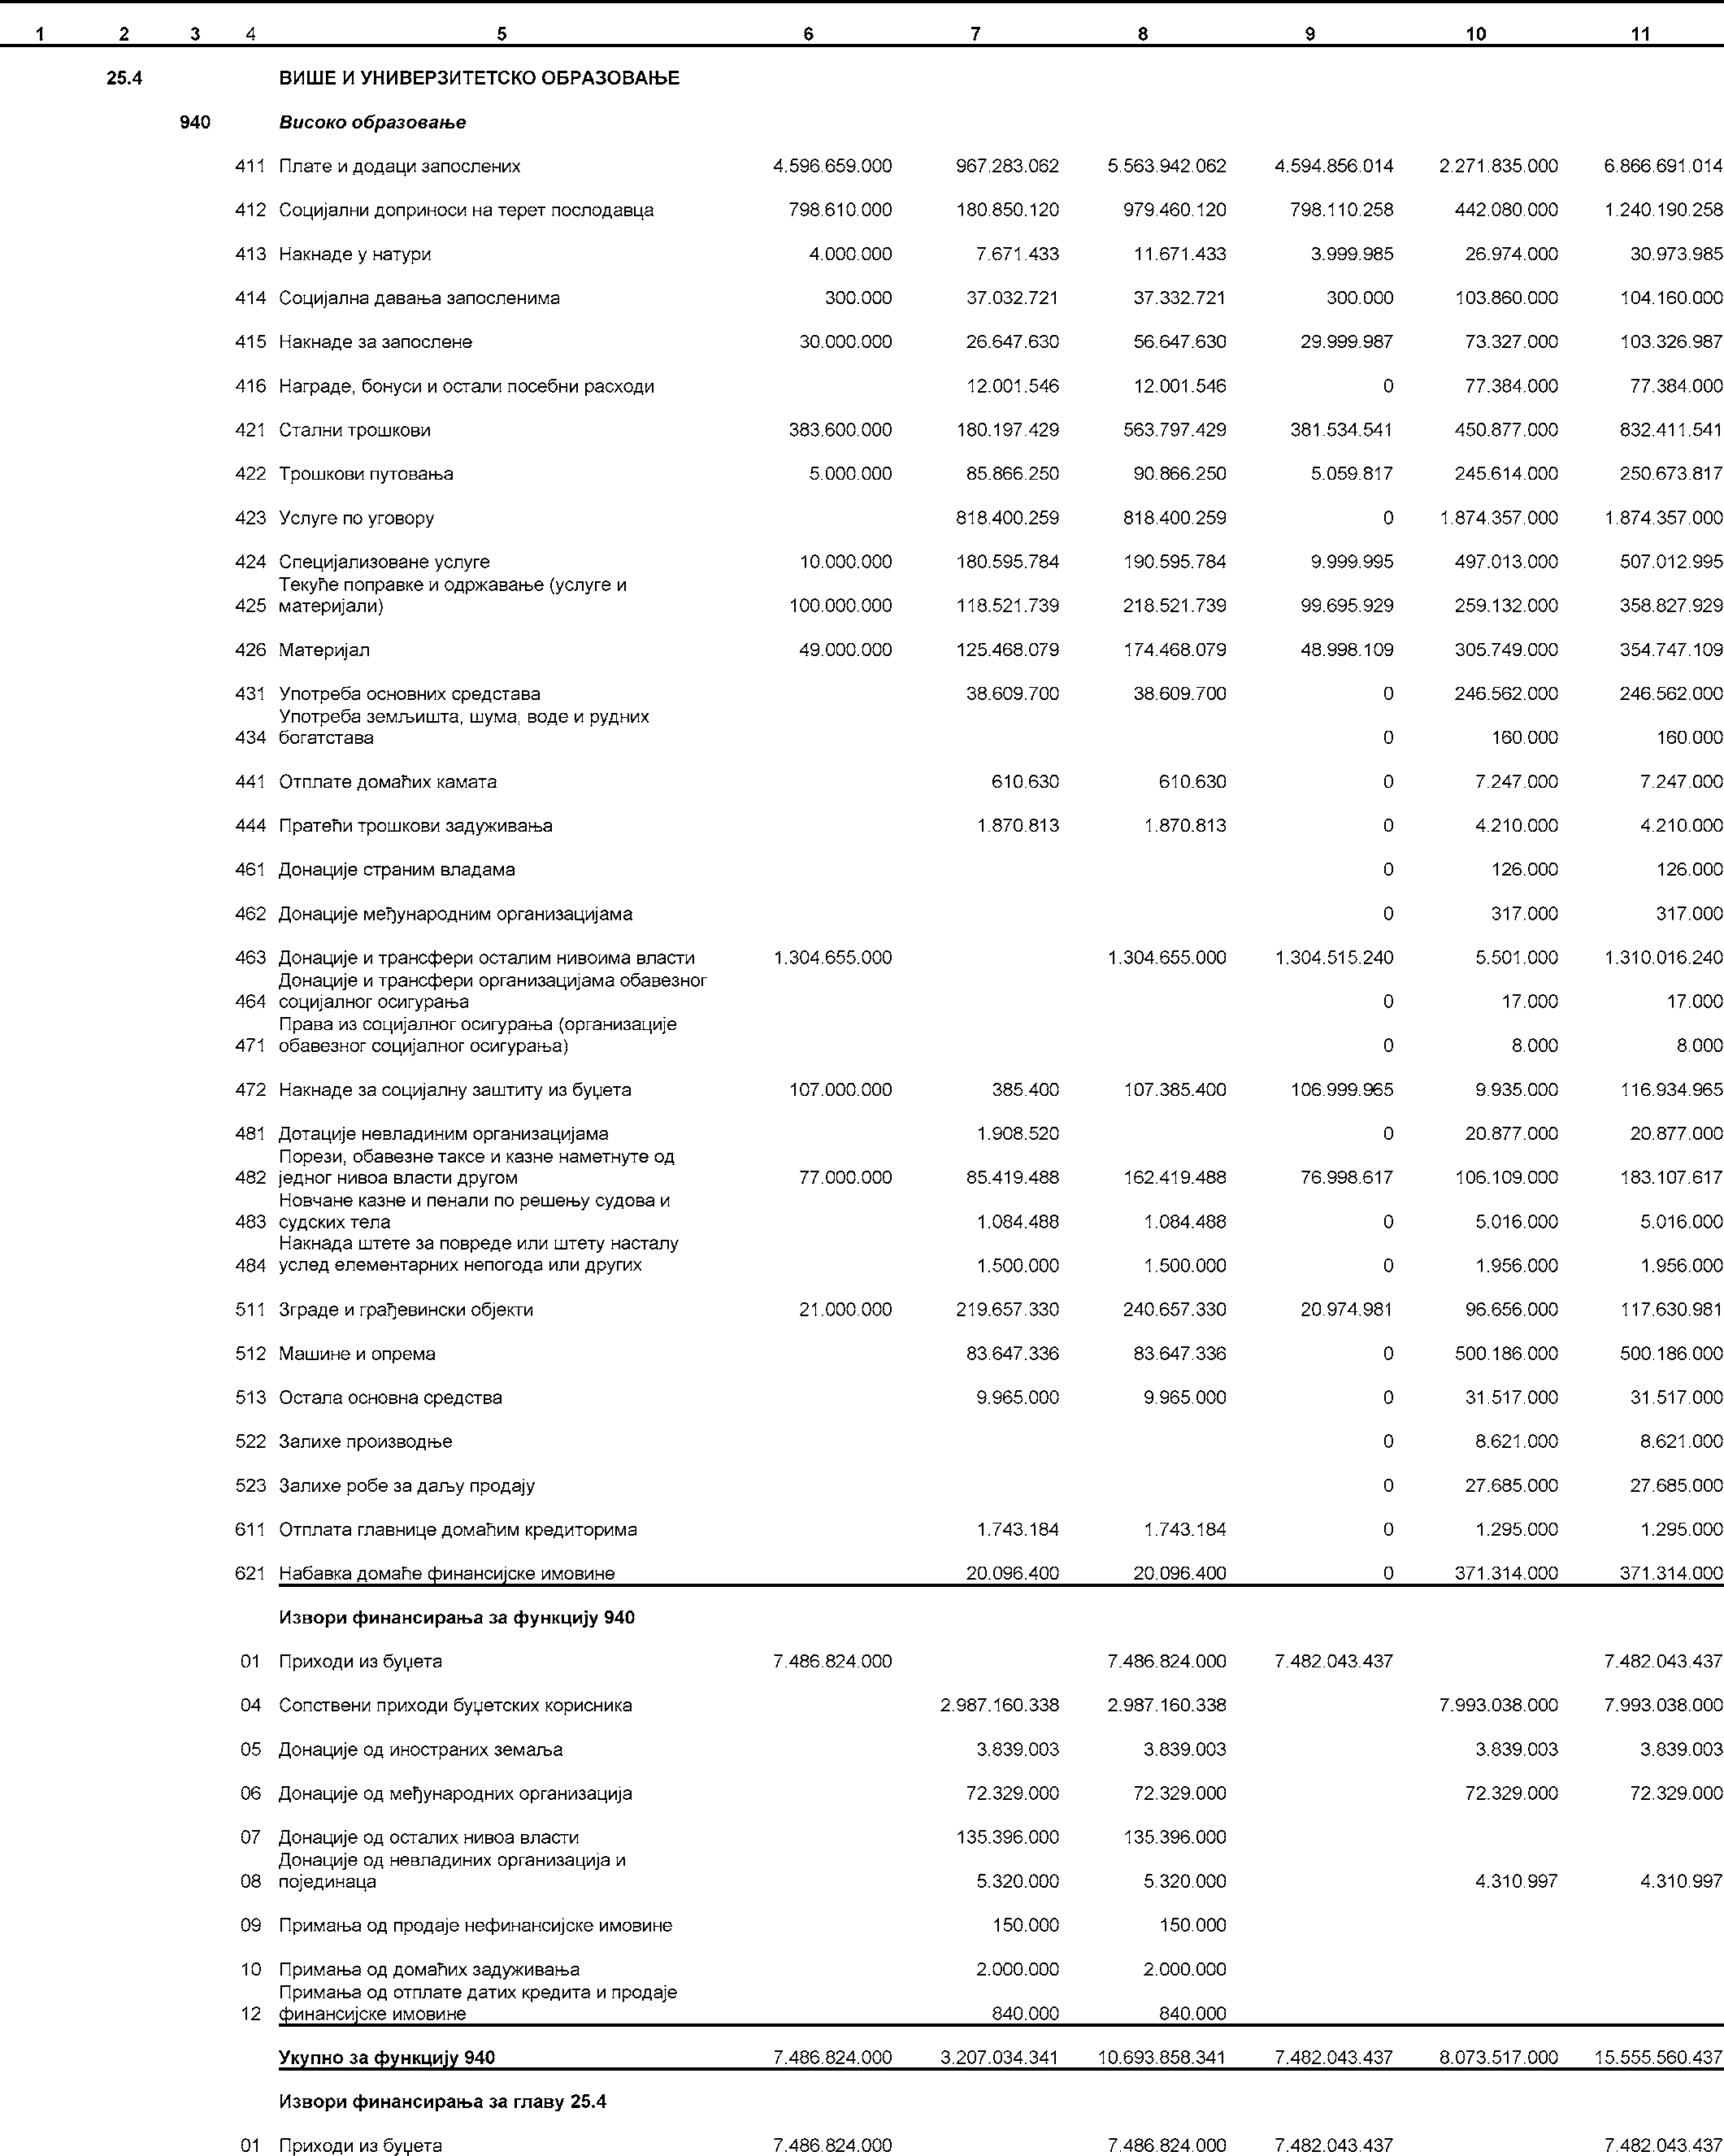 1 2 3 4 5 6 7 8 9 10 11
25.4 ВИШЕ И УНИВЕРЗИТЕТСКО ОБРАЗОВАЊЕ
940 Високо образовање
411 Плате и додаци запослених 4.596.659.000 967.283.062 5.563.942.062 4.594.856.014 2.271.835.000 6.866.691.014
412 Социјални доприноси на терет послодавца 798.610.000 180.850.120 979.460.120 798.110.258 442.080.000 1.240.190.258
413 Накнаде у натури 4.000.000 7.671.433 11.671.433 3.999.985 26.974.000 30.973.985
414 Социјална давања запосленима 300.000 37.032.721 37.332.721 300.000 103.860.000 104.160.000
415 Накнаде за запослене 30.000.000 26.647.630 56.647.630 29.999.987 73.327.000 103.326.987
416 Награде, бонуси и остали посебни расходи 12.001.546 12.001.546 0 77.384.000 77.384.000
421 Стални трошкови 383.600.000 180.197.429 563.797.429 381.534.541 450.877.000 832.411.541
422 Трошкови путовања 5.000.000 85.866.250 90.866.250 5.059.817 245.614.000 250.673.817
423 Услуге по уговору 818.400.259 818.400.259 0 1.874.357.000 1.874.357.000
424 Специјализоване услуге 10.000.000 180.595.784 190.595.784 9.999.995 497.013.000 507.012.995
Текуће поправке и одржавање (услуге и
425 материјали) 100.000.000 118.521.739 218.521.739 99.695.929 259.132.000 358.827.929
426 Материјал 49.000.000 125.468.079 174.468.079 48.998.109 305.749.000 354.747.109
431 Употреба основних средстава 38.609.700 38.609.700 0 246.562.000 246.562.000
Употреба земљишта, шума, воде и рудних
434 богатстава 0 160.000 160.000
441 Отплате домаћих камата 610.630 610.630 0 7.247.000 7.247.000
444 Пратећи трошкови задуживања 1.870.813 1.870.813 0 4.210.000 4.210.000
461 Донације страним владама 0 126.000 126.000
462 Донације међународним организацијама 0 317.000 317.000
463 Донације и трансфери осталим нивоима власти 1.304.655.000 1.304.655.000 1.304.515.240 5.501.000 1.310.016.240
Донације и трансфери организацијама обавезног
464 социјалног осигурања 0 17.000 17.000
Права из социјалног осигурања (организације
471 обавезног социјалног осигурања) 0 8.000 8.000
472 Накнаде за социјалну заштиту из буџета 107.000.000 385.400 107.385.400 106.999.965 9.935.000 116.934.965
481 Дотације невладиним организацијама 1.908.520 0 20.877.000 20.877.000
Порези, обавезне таксе и казне наметнуте од
482 једног нивоа власти другом 77.000.000 85.419.488 162.419.488 76.998.617 106.109.000 183.107.617
Новчане казне и пенали по решењу судова и
483 судских тела 1.084.488 1.084.488 0 5.016.000 5.016.000
Накнада штете за повреде или штету насталу
484 услед елементарних непогода или других 1.500.000 1.500.000 0 1.956.000 1.956.000
511 Зграде и грађевински објекти 21.000.000 219.657.330 240.657.330 20.974.981 96.656.000 117.630.981
512 Машине и опрема 83.647.336 83.647.336 0 500.186.000 500.186.000
513 Остала основна средства 9.965.000 9.965.000 0 31.517.000 31.517.000
522 Залихе производње 0 8.621.000 8.621.000
523 Залихе робе за даљу продају 0 27.685.000 27.685.000
611 Отплата главнице домаћим кредиторима 1.743.184 1.743.184 0 1.295.000 1.295.000
621 Набавка домаће финансијске имовине 20.096.400 20.096.400 0 371.314.000 371.314.000
Извори финансирања за функцију 940
01 Приходи из буџета 7.486.824.000 7.486.824.000 7.482.043.437 7.482.043.437
04 Сопствени приходи буџетских корисника 2.987.160.338 2.987.160.338 7.993.038.000 7.993.038.000
05 Донације од иностраних земаља 3.839.003 3.839.003 3.839.003 3.839.003
06 Донације од међународних организација 72.329.000 72.329.000 72.329.000 72.329.000
07 Донације од осталих нивоа власти 135.396.000 135.396.000
Донације од невладиних организација и
08 појединаца 5.320.000 5.320.000 4.310.997 4.310.997
09 Примања од продаје нефинансијске имовине 150.000 150.000
10 Примања од домаћих задуживања 2.000.000 2.000.000
Примања од отплате датих кредита и продаје
12 финансијске имовине 840.000 840.000
Укупно за функцију 940 7.486.824.000 3.207.034.341 10.693.858.341 7.482.043.437 8.073.517.000 15.555.560.437
Извори финансирања за главу 25.4
01 Приходи из буџета 7.486.824.000 7.486.824.000 7.482.043.437 7.482.043.437